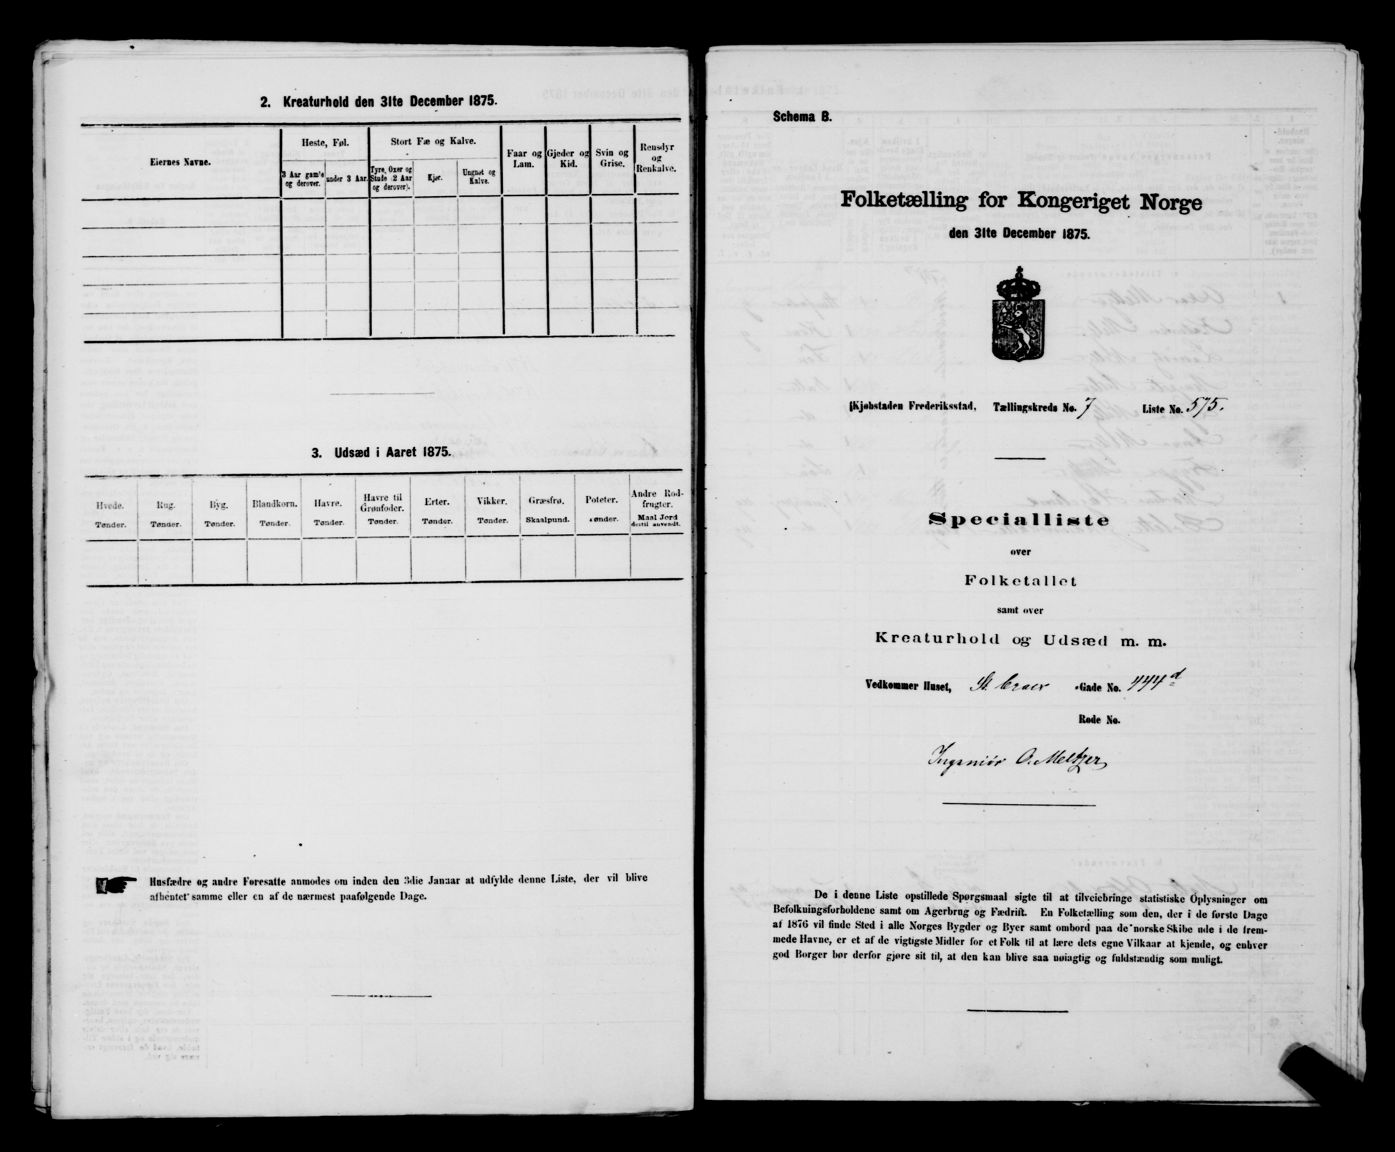 2. Kreaturhold den 31te December 1875.
Eiernes Navne.
Heste, Føl.
Stort Fæ og Kalve.
Faar og
Lam.
Gjeder og
Kid.
Svin og
Grise.
Rensdyr
og
Renkalve.
3 Aar gamle
og derover.
under 3 Aar.
Tyre, Oxer og
Stude 2 Aar
og derover).
Kjør.
Ungnøt og
Kalve.
3. Udsæd i Aaret 1875.
Hvede.
Rug.
Byg.
Blandkorn.
Havre.
Havre til
Grønfoder.
Erter.
Vikker.
Græsfrø.
Poteter.
Andre Rod-
frugter.
Tønder.
Tønder.
Tønder.
Tønder.
Tønder.
Tønder.
Tønder.
Tønder.
Skaalpund.
Tønder.
Maal Jord
dertil anvendt.
Husfædre og andre Foresatte anmodes om inden den 3die Januar at udfylde denne Liste, der vil blive
afhentet samme eller en af de nærmest paafølgende Dage.
Schema B.
Folketælling for Kongeriget Norge
den 31te December 1875.
Kjøbstaden Frederiksstad, Tællingskreds No. 7 Liste No. 575.
Specialliste
over
Folketallet
samt over
Kreaturhold og Udsæd m. m.
Vedkommer Huset, St. Croix Gade No. 444 d
Rode No.
Ingeniör O. Meltzer
De i denne Liste opstillede Spørgsmaal sigte til at tilveiebringe statistiske Oplysninger om
Befolkningsforholdene samt om Agerbrug og Fædrift. En Folketælling som den, der i de første Dage
af 1876 vil finde Sted i alle Norges Bygder og Byer samt ombord paa de norske Skibe ude i de frem-
mede Havne, er et af de vigtigste Midler for et Folk til at lære dets egne Vilkaar at kjende, og enhver
god Borger bør derfor gjøre sit til, at den kan blive saa nøiagtig og fuldstændig som muligt.